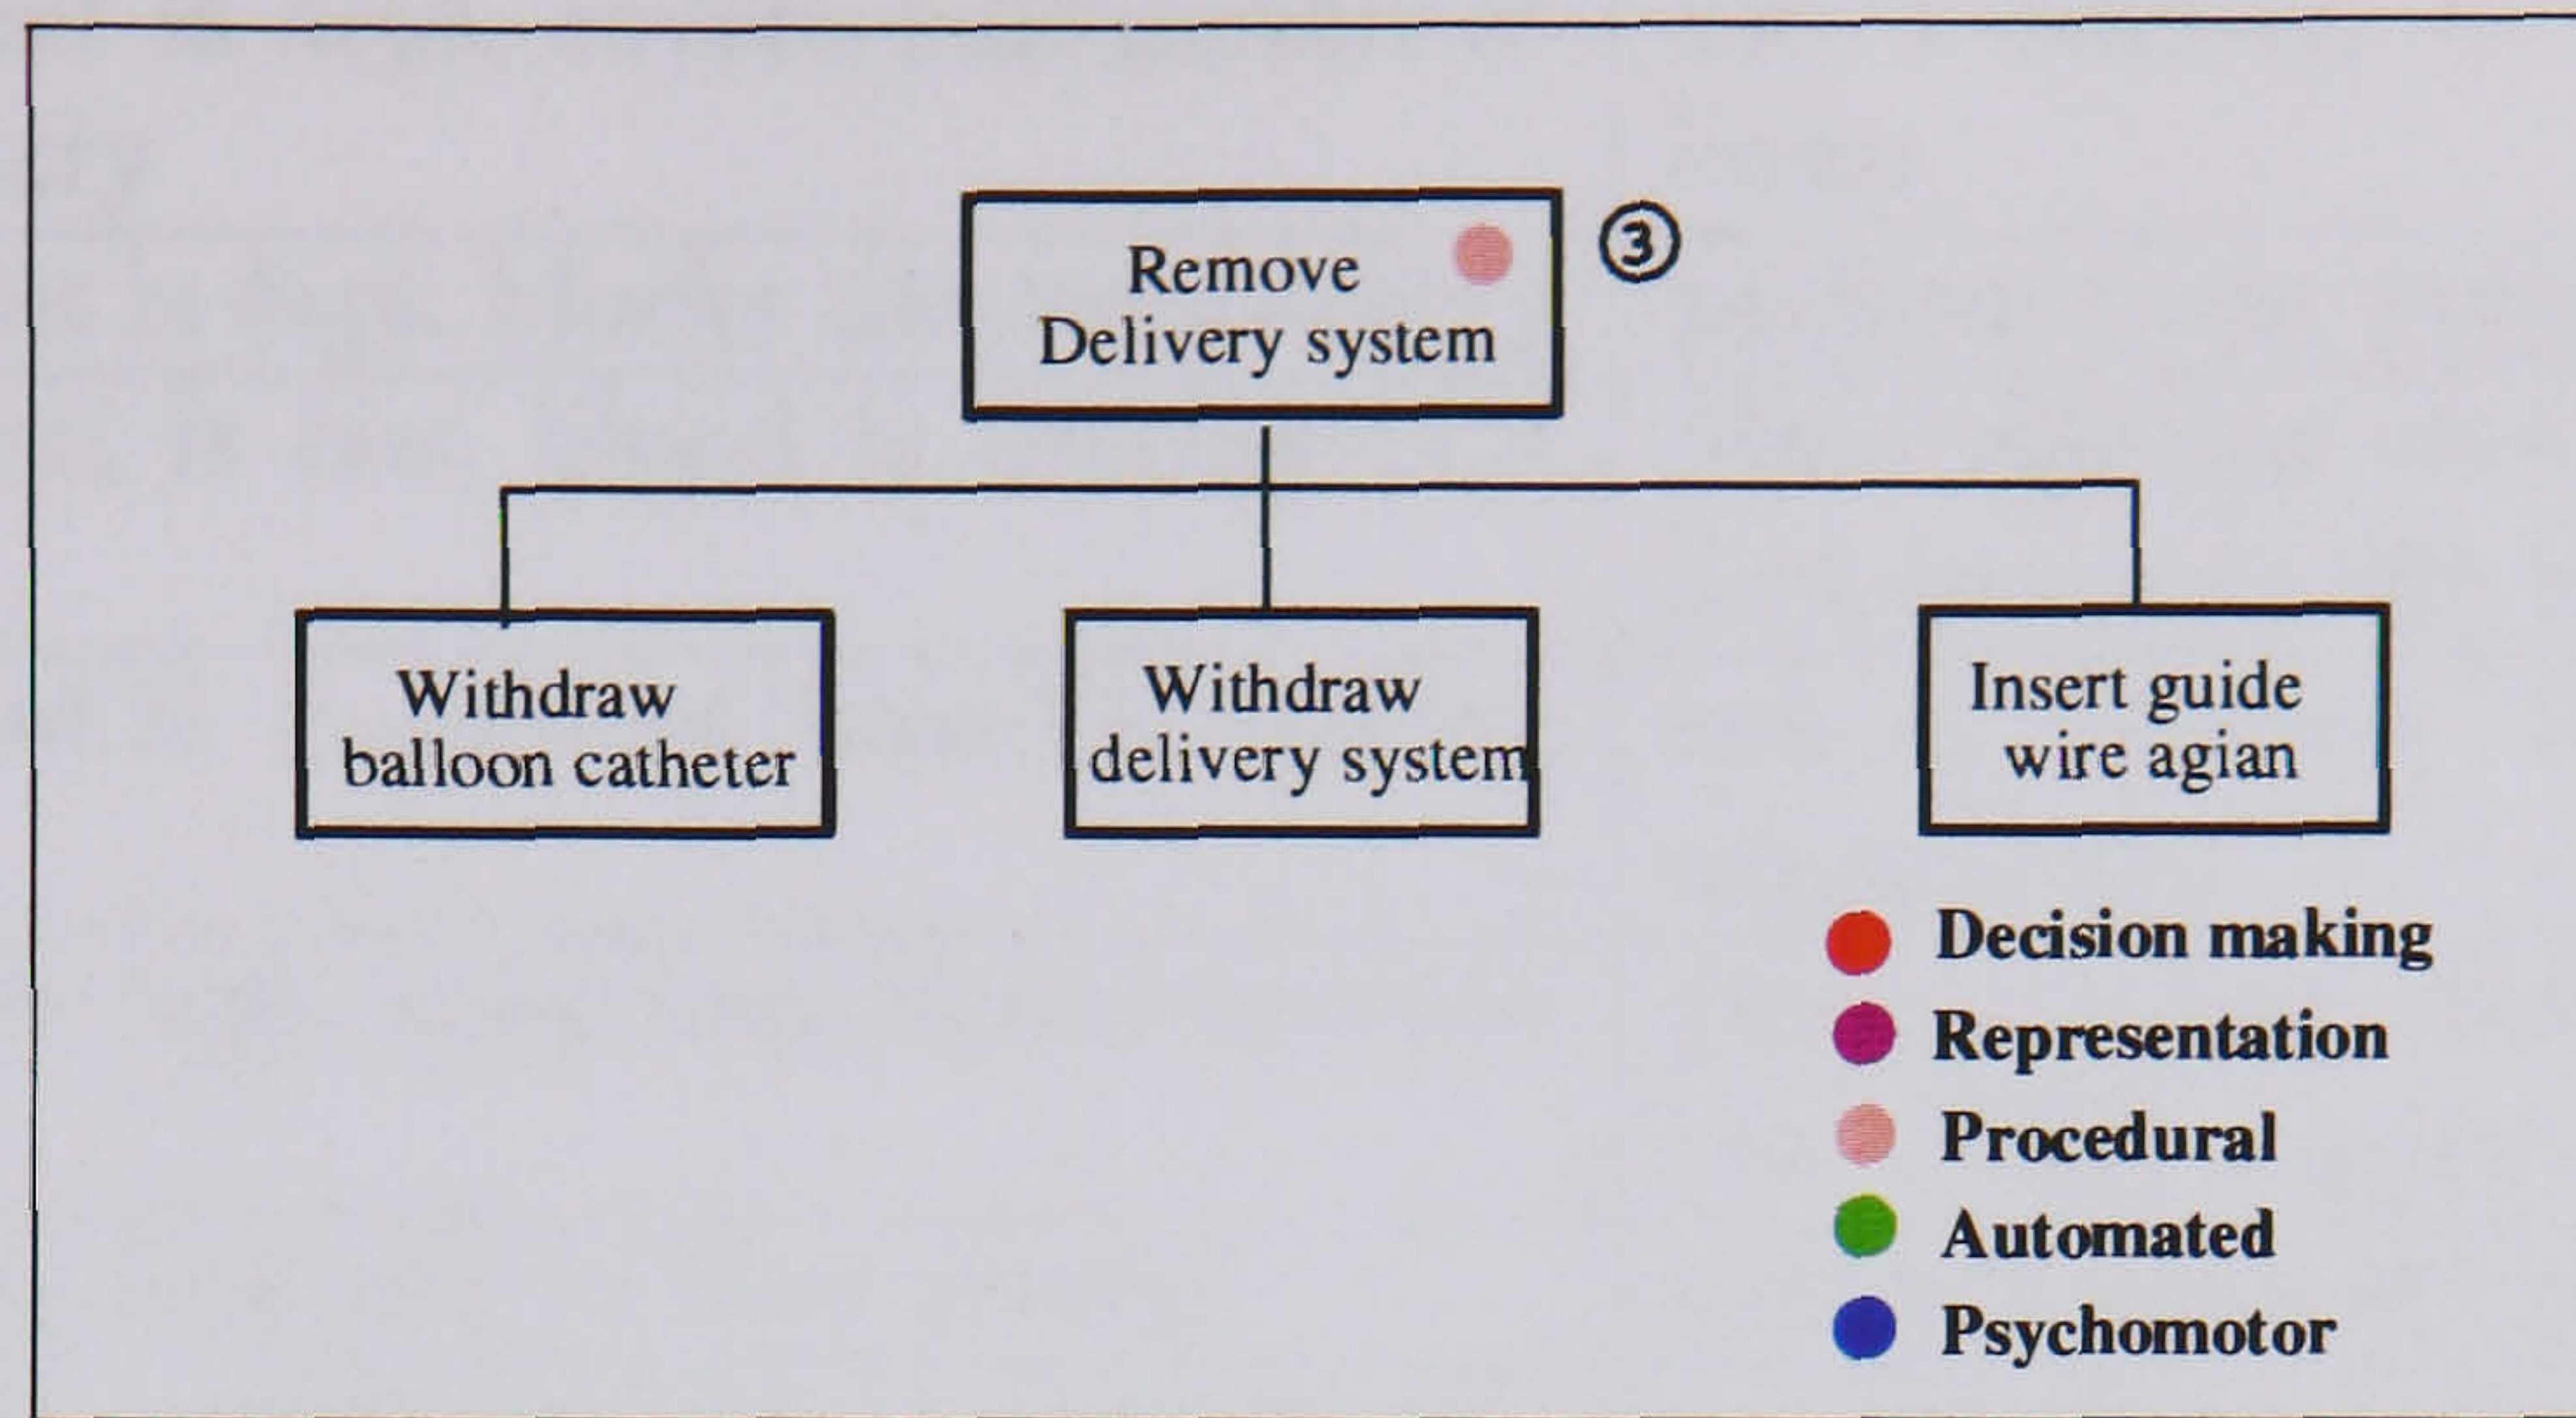 Remove
Delivery system
③
Withdraw
balloon catheter
Withdraw
delivery system
Insert guide
wire agian
Decision making
Representation
Procedural
Automated
Psychomotor